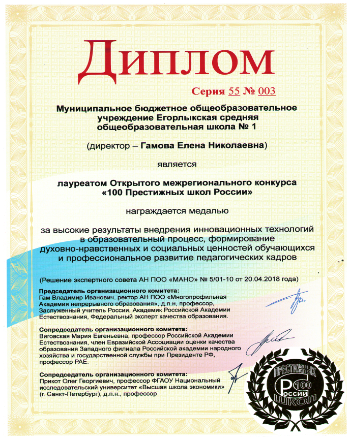 Диплом
Серия 55 № 003
Муниципальное бюджетное общеобразовательное
учреждение Егорлыкская средняя
общеобразовательная школа № 1
(директор – Гамова Елена Николаевна)
является
лауреатом Открытого межрегионального конкурса
«100 Престижных школ России»
награждается медалью
за высокие результаты внедрения инновационных технологий
в образовательный процесс, формирование
духовно-нравственных и социальных ценностей обучающихся
и профессиональное развитие педагогических кадров
(Решение экспертного совета АН ПОО «МАНО» № 5/01-10 от 20.04.2018 года)
Председатель организационного комитета:
Гам Владимир Иванович, ректор АН ПОО «Многопрофильная
Академия непрерывного образования», д.п.н., профессор,
Заслуженный учитель России, Академик Российской Академии
Естествознания, Федеральный эксперт качества образования.
Сопредседатель организационного комитета:
Витовская Мария Евгеньевна, профессор Российской Академии
Естествознания, член Евразийской Ассоциации оценки качества
образования Западного филиала Российской академии народного
хозяйства и государственной службы при Президенте РФ,
профессор РАЕ.
Сопредседатель организационного комитета:
Прикот Олег Георгиевич, профессор ФГАОУ Национальный
исследовательский университет "Высшая школа экономики"
(г. Санкт-Петербург), д.п.н., профессор
100
России